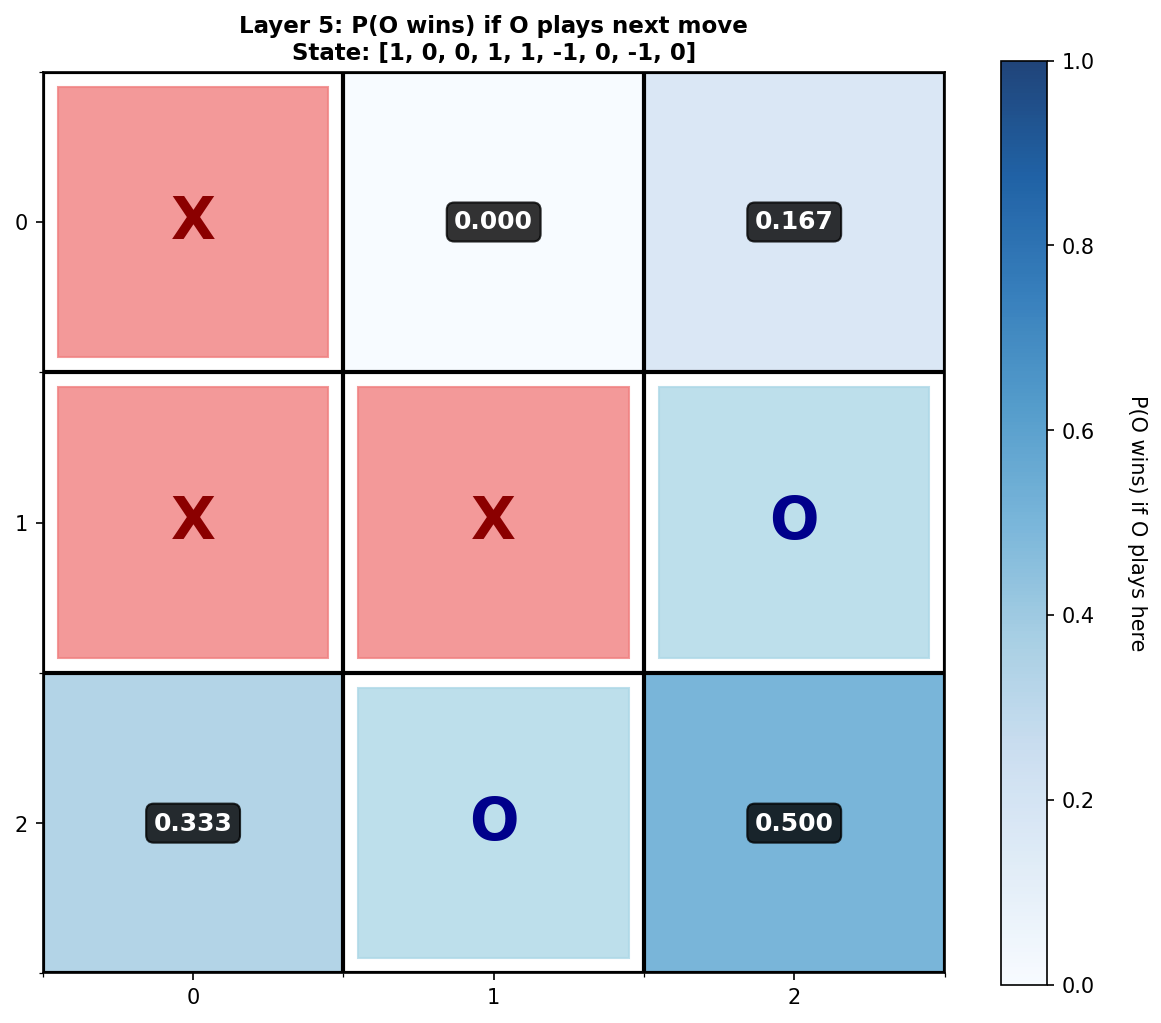 Layer 5: P(O wins) if O plays next move
State: [1, 0, 0, 1, 1, -1, 0, -1, 0]
0
X
0.000
0.167
1
X
X
O
2
0.333
O
0.500
0
1
2
1.0
0.8
0.6
0.4
0.2
0.0
P(O wins) if O plays here